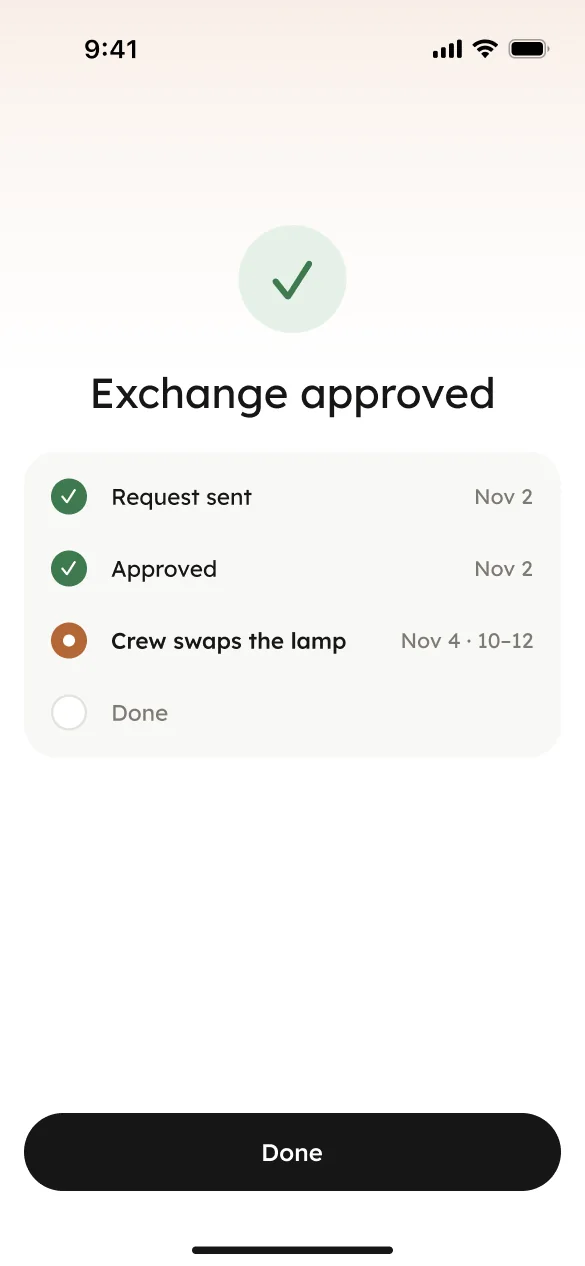 9:41
Exchange approved
Request sent Nov 2
Approved Nov 2
Crew swaps the lamp Nov 4 · 10–12
Done
Done